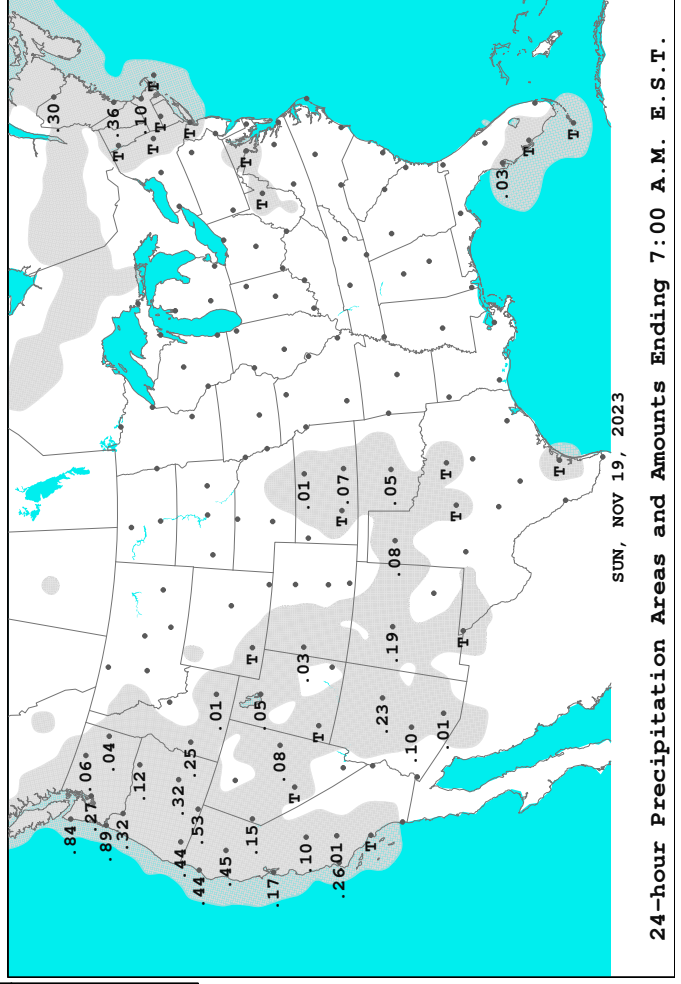 .30
.84
.06
.27
.89
.04
.36
T
.32
.12
.10
T
T
T
.32
.44
.25
T
.53
.44
.01
.45
T
.15
T
.05
T
.17
.08
T
.03
.01
.10
T
.01
.26
T
.07
T
.23
.19
.05
.08
.10
.01
T
T
T
.03
T
T
T
SUN, NOV 19, 2023
24-hour Precipitation Areas and Amounts Ending 7:00 A.M. E.S.T.